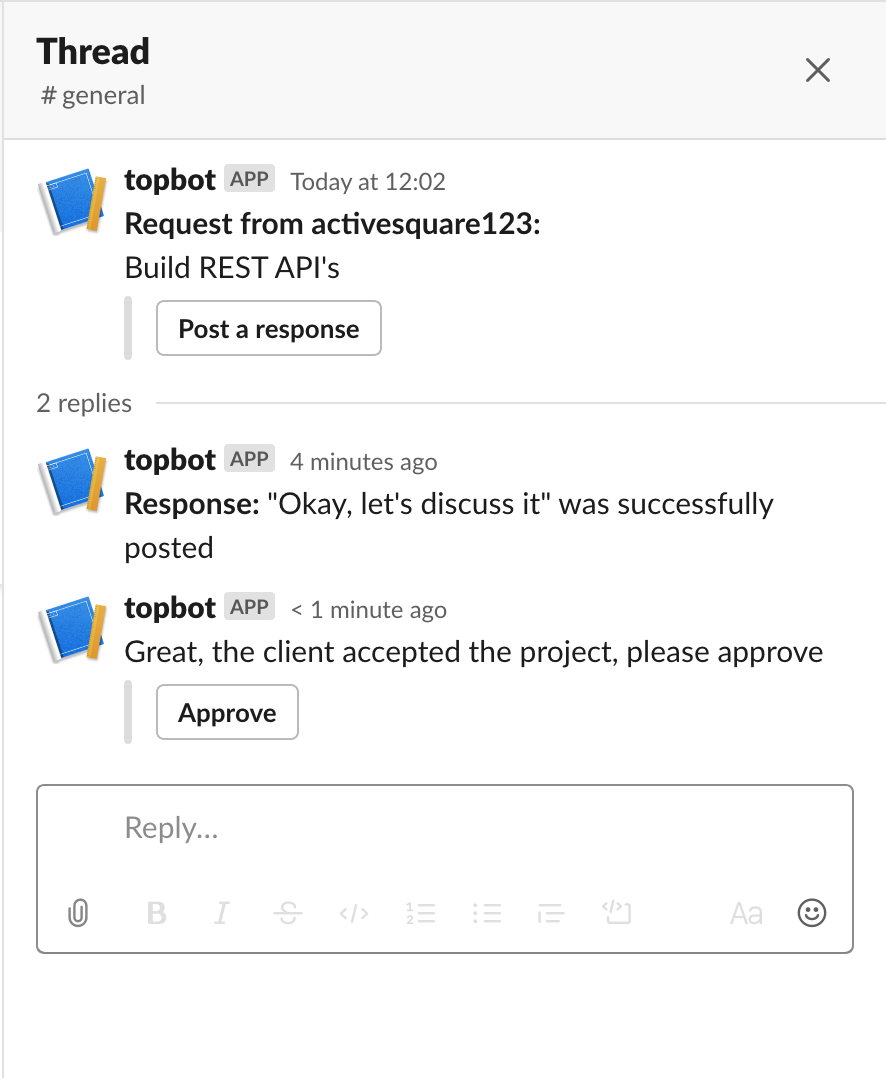 Thread
# general
topbot APP Today at 12:02
Request from activesquare123:
Build REST API's
Post a response
2 replies
topbot APP 4 minutes ago
Response: "Okay, let's discuss it" was successfully
posted
topbot APP < 1 minute ago
Great, the client accepted the project, please approve
Approve
Reply...
B I S </> Aa